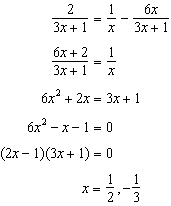 2/(3x + 1) = 1/x − 6x/(3x + 1)
(6x + 2)/(3x + 1) = 1/x
6x² + 2x = 3x + 1
6x² − x − 1 = 0
(2x − 1)(3x + 1) = 0
x = 1/2, −1/3